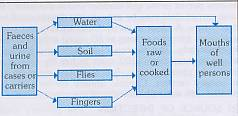 Faeces
and
urine
from
cases or
carriers
Water
Soil
Flies
Fingers
Foods
raw
or
cooked
Mouths
of
well
persons